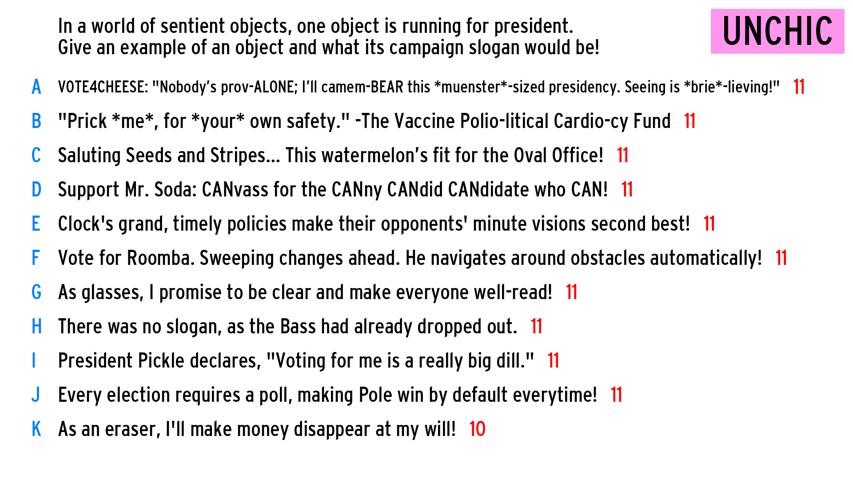 In a world of sentient objects, one object is running for president.
Give an example of an object and what its campaign slogan would be!
UNCHIC
A VOTE4CHEESE: "Nobody's prov-ALONE; I'll camem-BEAR this *muenster*-sized presidency. Seeing is *brie*-lieving!" 11
B "Prick *me*, for *your* own safety." -The Vaccine Polio-litical Cardio-cy Fund 11
C Saluting Seeds and Stripes... This watermelon's fit for the Oval Office! 11
D Support Mr. Soda: CANvass for the CANny CANdid CANdidate who CAN! 11
E Clock's grand, timely policies make their opponents' minute visions second best! 11
F Vote for Roomba. Sweeping changes ahead. He navigates around obstacles automatically! 11
G As glasses, I promise to be clear and make everyone well-read! 11
H There was no slogan, as the Bass had already dropped out. 11
I President Pickle declares, "Voting for me is a really big dill." 11
J Every election requires a poll, making Pole win by default everytime! 11
K As an eraser, I'll make money disappear at my will! 10